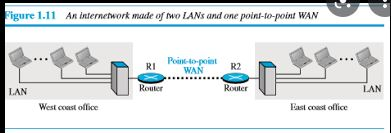 Figure 1.11 An internetwork made of two LANs and one point-to-point WAN
LAN
West coast office
R1
Router
Point-to-point
WAN
R2
Router
East coast office
LAN